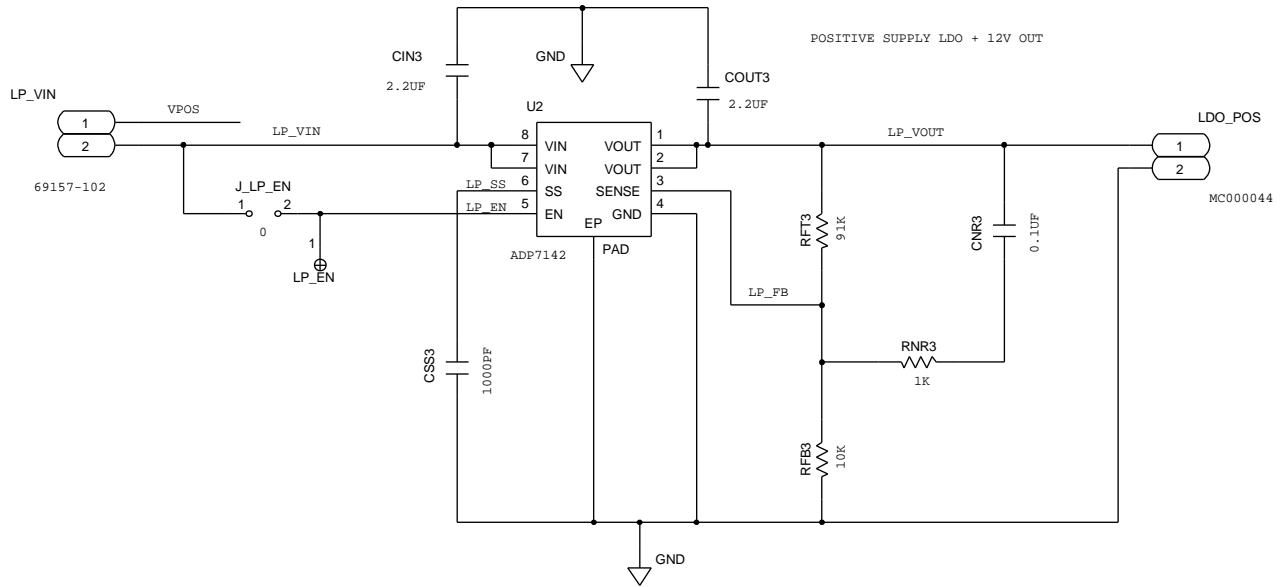 POSITIVE SUPPLY LDO + 12V OUT
CIN3
2.2UF
GND
COUT3
2.2UF
LP_VIN
1
2
69157-102
VPOS
LP_VIN
U2
8 VIN VOUT 1
7 VIN VOUT 2
6 SS SENSE 3
5 EN GND 4
EP
ADP7142
PAD
LP_SS
LP_EN
J_LP_EN
1 2
0
1
LP_EN
LP_VOUT
LDO_POS
1
2
MC000044
RFT3
91K
CNR3
0.1UF
LP_FB
CSS3
1000PF
RNR3
1K
RFB3
10K
GND